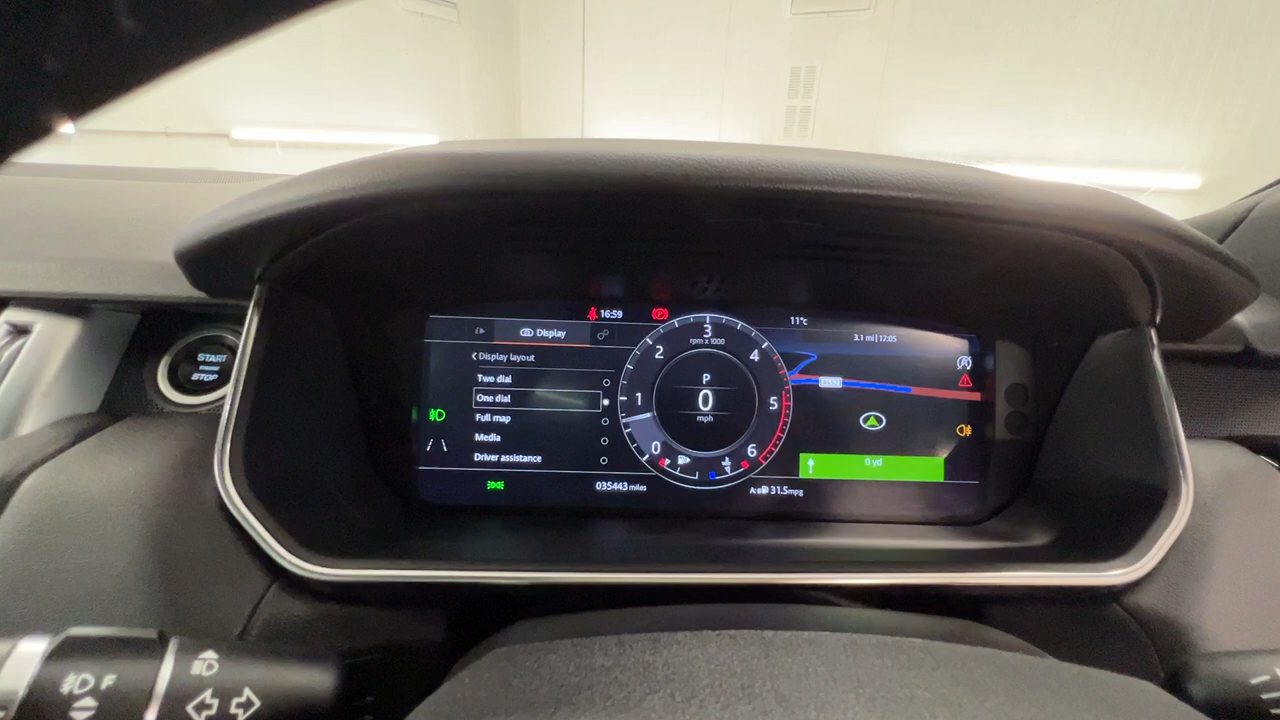 16:59
11°c
Display
3.1 mi | 17:05
Display layout
Two dial
One dial
Full map
Media
Driver assistance
0
1
2
3
4
5
6
rpm x 1000
P
0
mph
0 yd
035443 miles
31.5mpg
START
STOP
F